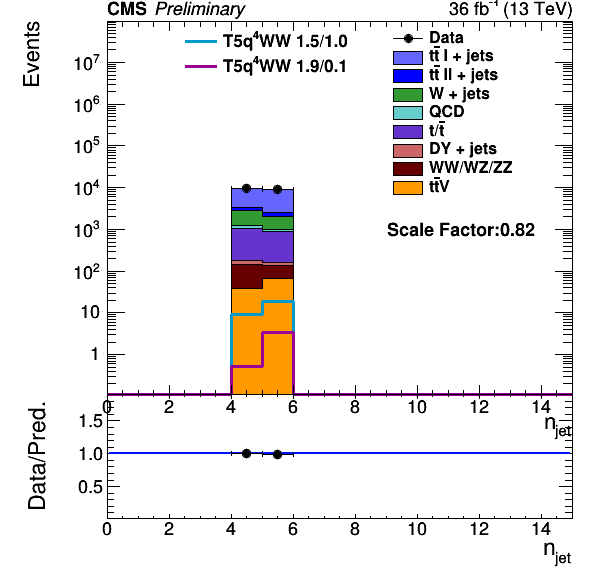 CMS Preliminary 36 fb⁻¹ (13 TeV)
Events
T5q⁴WW 1.5/1.0
T5q⁴WW 1.9/0.1
Data
tt̄ l + jets
tt̄ ll + jets
W + jets
QCD
t/t̄
DY + jets
WW/WZ/ZZ
tt̄V
Scale Factor:0.82
10⁷
10⁶
10⁵
10⁴
10³
10²
10
1
0 2 4 6 8 10 12 14
n_jet
Data/Pred.
1.5
1.0
0.5
0 2 4 6 8 10 12 14
n_jet